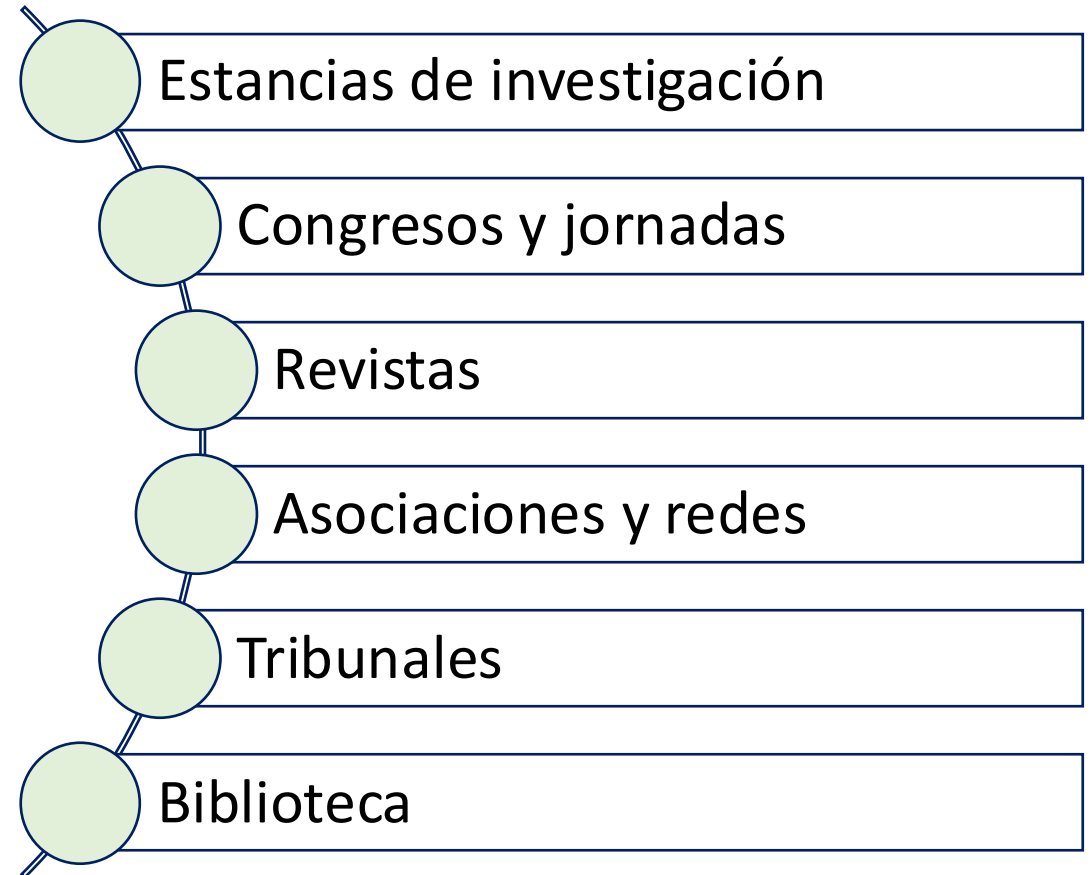 Estancias de investigación
Congresos y jornadas
Revistas
Asociaciones y redes
Tribunales
Biblioteca